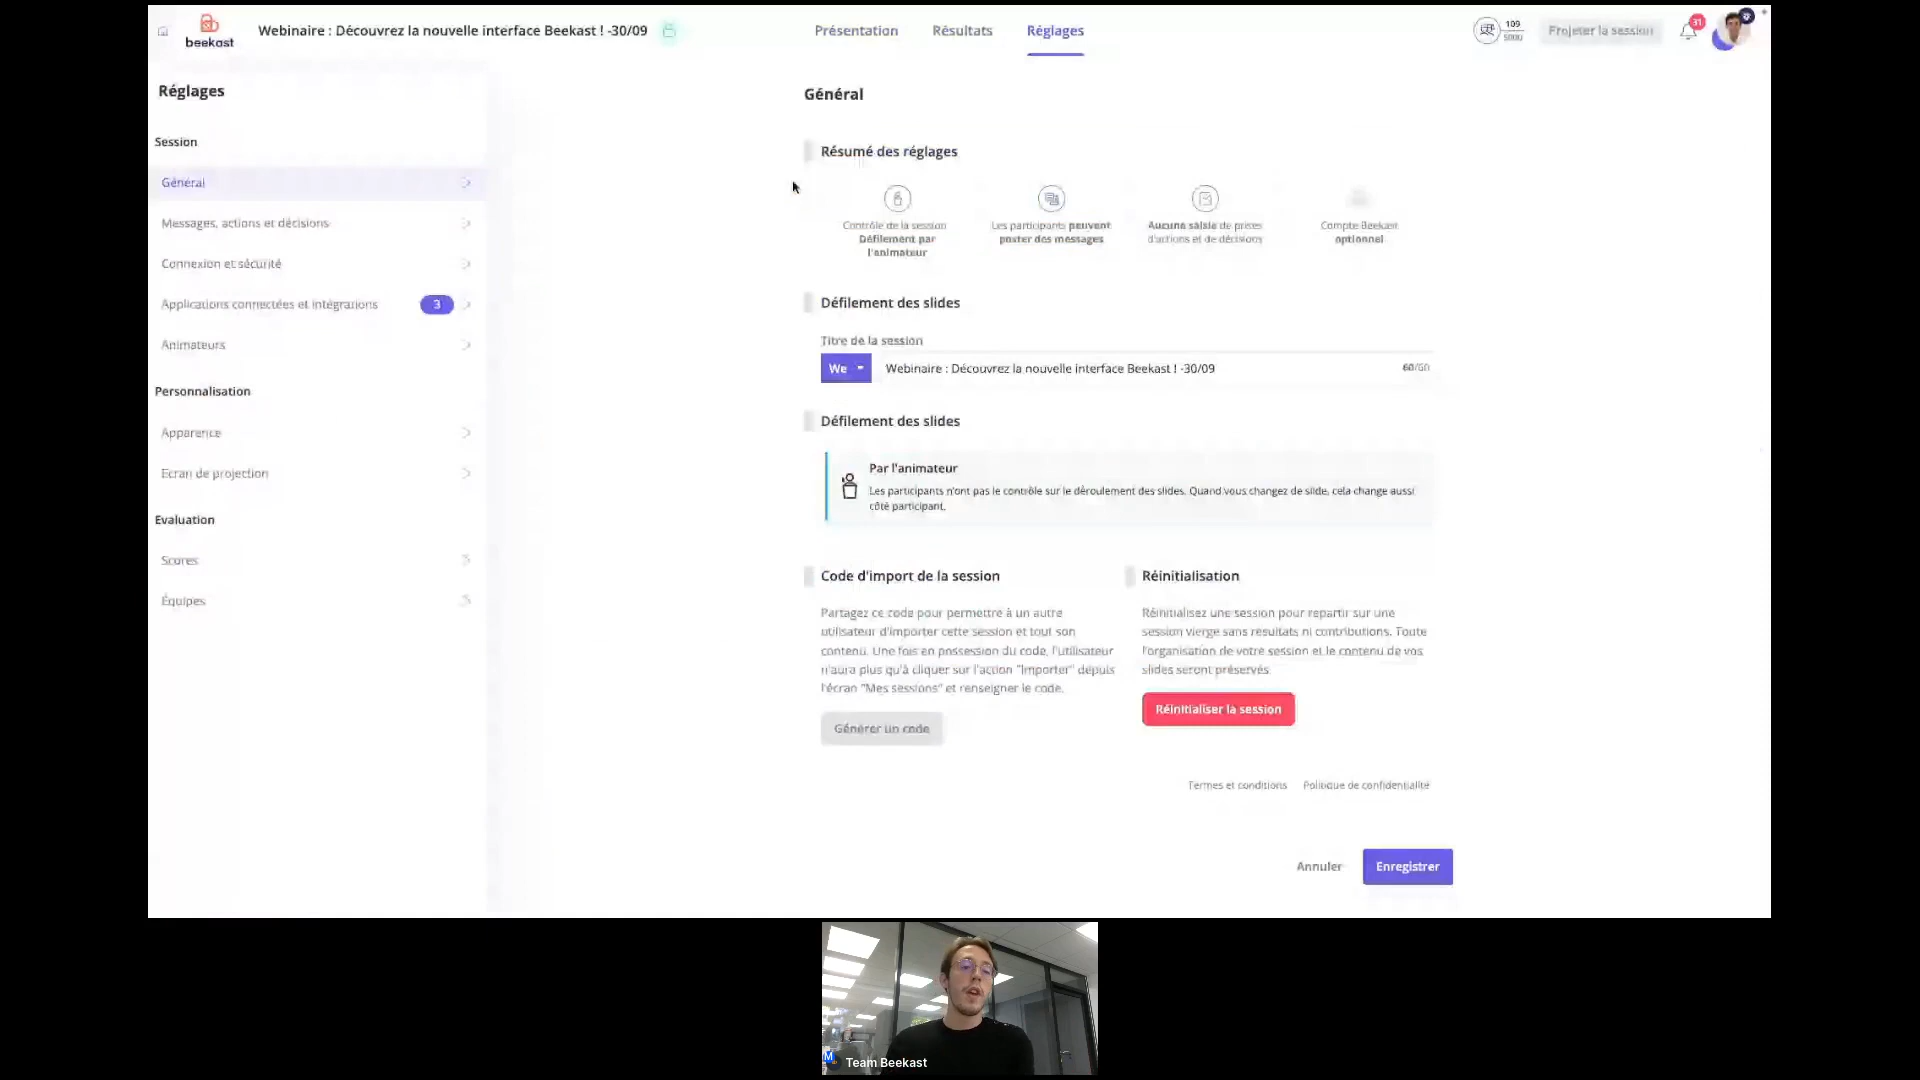 beekast
Webinaire : Découvrez la nouvelle interface Beekast ! -30/09
Présentation
Résultats
Réglages
109
5000
Projeter la session
31
Réglages
Session
Général
Messages, actions et décisions
Connexion et sécurité
Applications connectées et intégrations
3
Animateurs
Personnalisation
Apparence
Ecran de projection
Evaluation
Scores
Équipes
Général
Résumé des réglages
Contrôle de la session
Défilement par
l'animateur
Les participants peuvent
poster des messages
Aucune saisie de prises
d'actions et de décisions
Compte Beekast
optionnel
Défilement des slides
Titre de la session
We
Webinaire : Découvrez la nouvelle interface Beekast ! -30/09
60/60
Défilement des slides
Par l'animateur
Les participants n'ont pas le contrôle sur le déroulement des slides. Quand vous changez de slide, cela change aussi
côté participant.
Code d'import de la session
Partagez ce code pour permettre à un autre
utilisateur d'importer cette session et tout son
contenu. Une fois en possession du code, l'utilisateur
n'aura plus qu'à cliquer sur l'action "Importer" depuis
l'écran "Mes sessions" et renseigner le code.
Générer un code
Réinitialisation
Réinitialisez une session pour repartir sur une
session vierge sans résultats ni contributions. Toute
l'organisation de votre session et le contenu de vos
slides seront préservés
Réinitialiser la session
Termes et conditions
Politique de confidentialité
Annuler
Enregistrer
M
Team Beekast